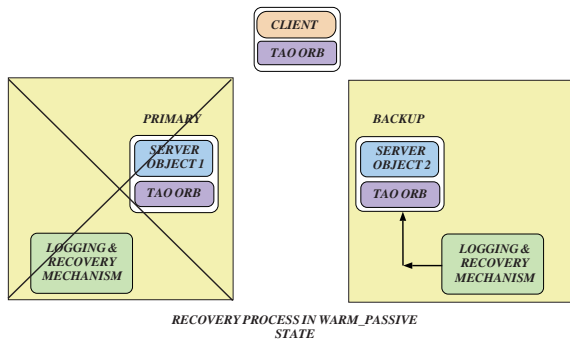 CLIENT
TAO ORB
PRIMARY
SERVER
OBJECT 1
TAO ORB
LOGGING &
RECOVERY
MECHANISM
BACKUP
SERVER
OBJECT 2
TAO ORB
LOGGING &
RECOVERY
MECHANISM
RECOVERY PROCESS IN WARM_PASSIVE
STATE